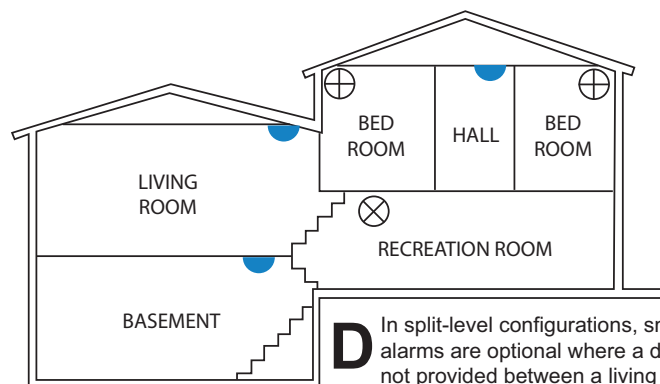 BED
ROOM
HALL
BED
ROOM
LIVING
ROOM
RECREATION ROOM
BASEMENT
D In split-level configurations,
alarms are optional where a
not provided between a living